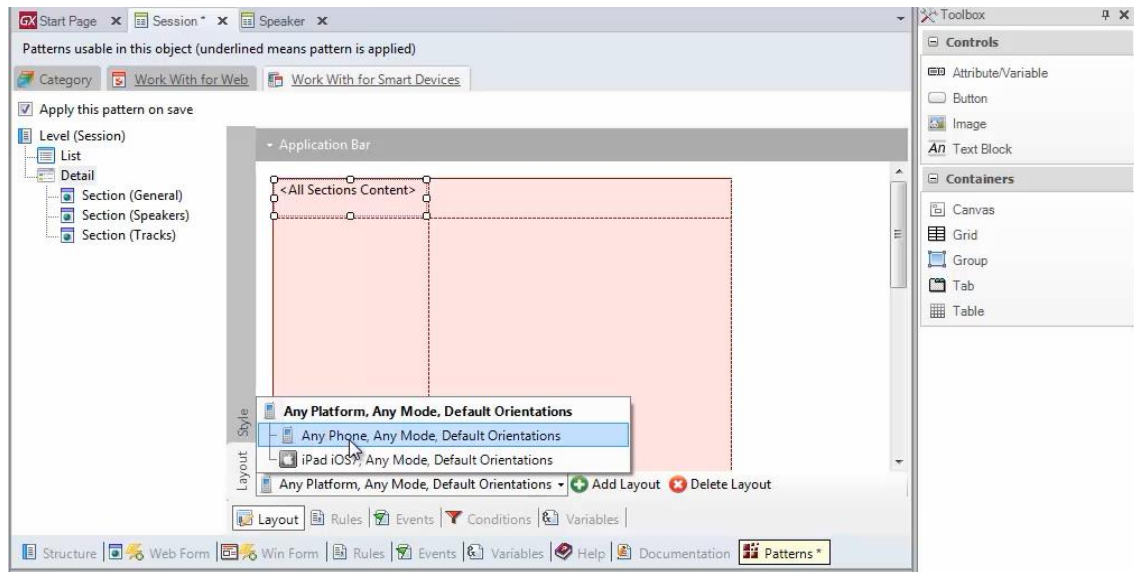 Start Page
Session *
Speaker
Toolbox
Patterns usable in this object (underlined means pattern is applied)
Controls
Category
Work With for Web
Work With for Smart Devices
Attribute/Variable
Apply this pattern on save
Button
Image
Text Block
Level (Session)
List
Detail
Section (General)
Section (Speakers)
Section (Tracks)
Application Bar
<All Sections Content>
Containers
Canvas
Grid
Group
Tab
Table
Style
Layout
Any Platform, Any Mode, Default Orientations
Any Phone, Any Mode, Default Orientations
iPad iOS7, Any Mode, Default Orientations
Any Platform, Any Mode, Default Orientations
Add Layout
Delete Layout
Layout
Rules
Events
Conditions
Variables
Structure
Web Form
Win Form
Rules
Events
Variables
Help
Documentation
Patterns *